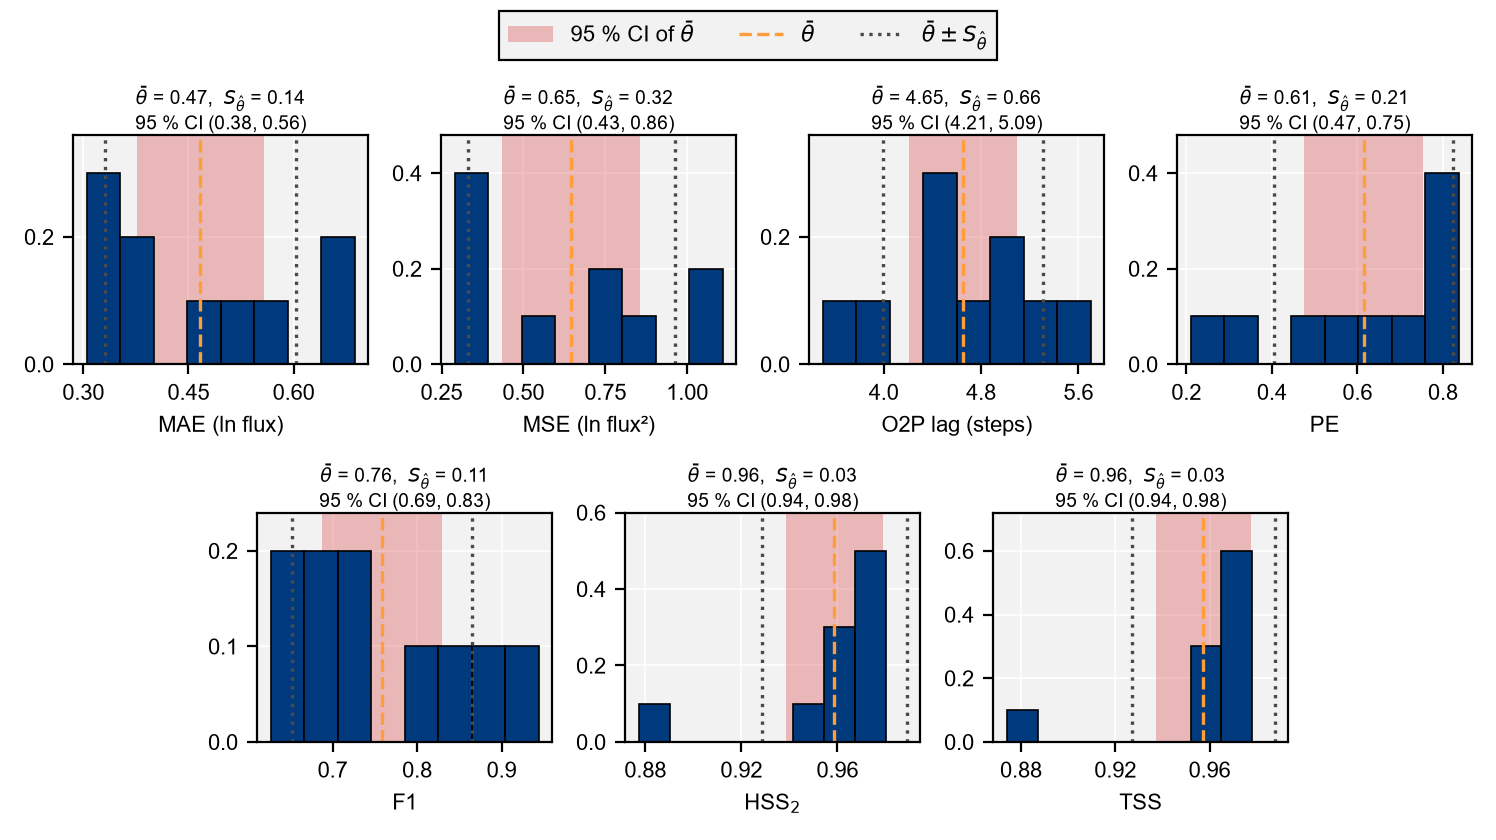 95 % CI of θ̄ θ̄ θ̄ ± s_θ̂
θ̄ = 0.47, s_θ̂ = 0.14
95 % CI (0.38, 0.56)
θ̄ = 0.65, s_θ̂ = 0.32
95 % CI (0.43, 0.86)
θ̄ = 4.65, s_θ̂ = 0.66
95 % CI (4.21, 5.09)
θ̄ = 0.61, s_θ̂ = 0.21
95 % CI (0.47, 0.75)
0.2
0.0
0.30 0.45 0.60
MAE (ln flux)
0.4
0.2
0.0
0.25 0.50 0.75 1.00
MSE (ln flux²)
0.2
0.0
4.0 4.8 5.6
O2P lag (steps)
0.4
0.2
0.0
0.2 0.4 0.6 0.8
PE
θ̄ = 0.76, s_θ̂ = 0.11
95 % CI (0.69, 0.83)
θ̄ = 0.96, s_θ̂ = 0.03
95 % CI (0.94, 0.98)
θ̄ = 0.96, s_θ̂ = 0.03
95 % CI (0.94, 0.98)
0.2
0.1
0.0
0.7 0.8 0.9
F1
0.6
0.4
0.2
0.0
0.88 0.92 0.96
HSS₂
0.6
0.4
0.2
0.0
0.88 0.92 0.96
TSS